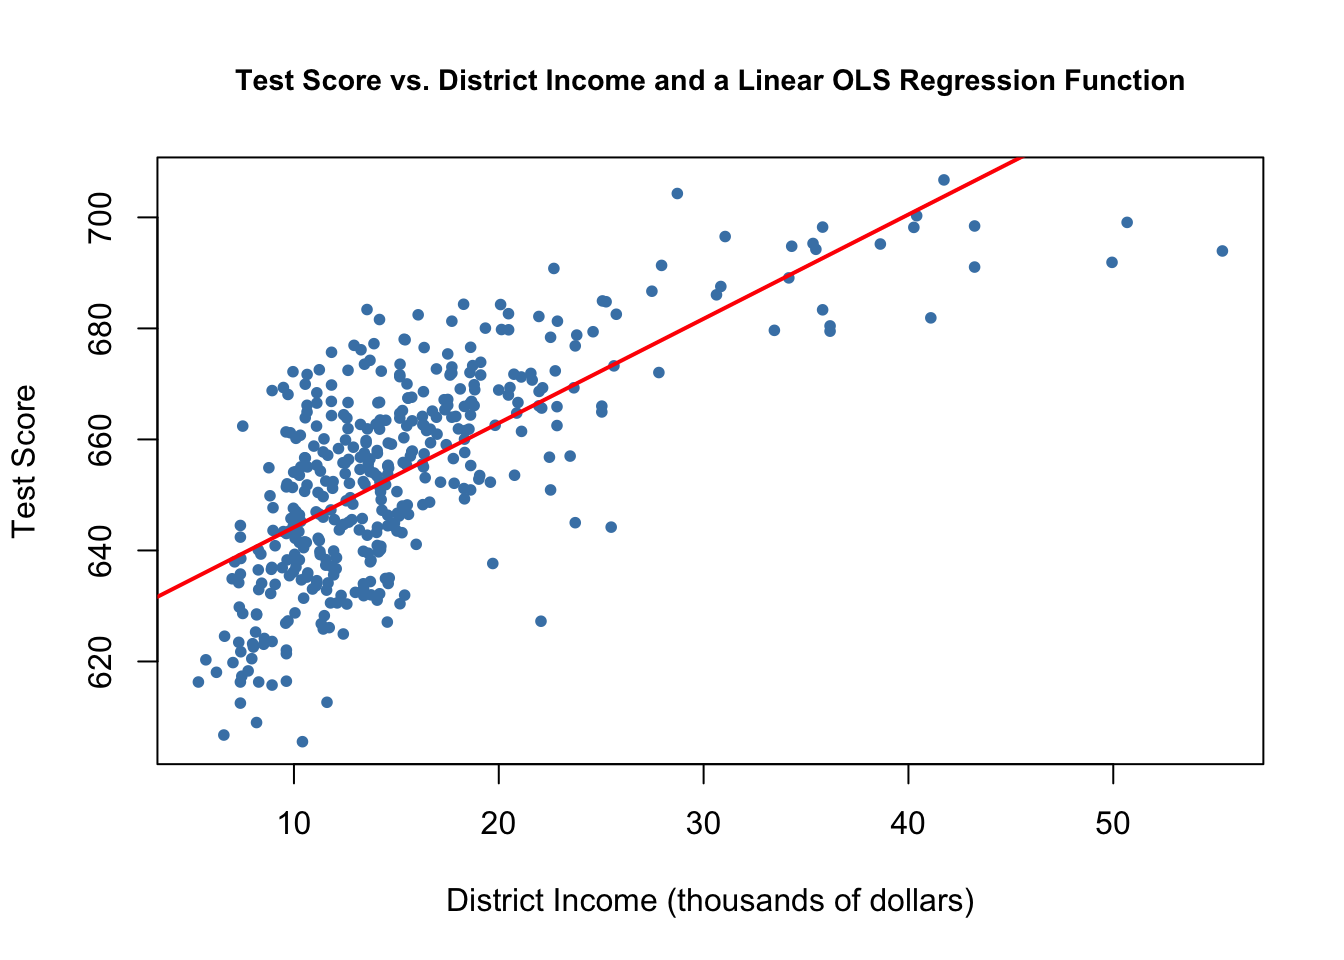 Test Score vs. District Income and a Linear OLS Regression Function
Test Score
700
680
660
640
620
10 20 30 40 50
District Income (thousands of dollars)